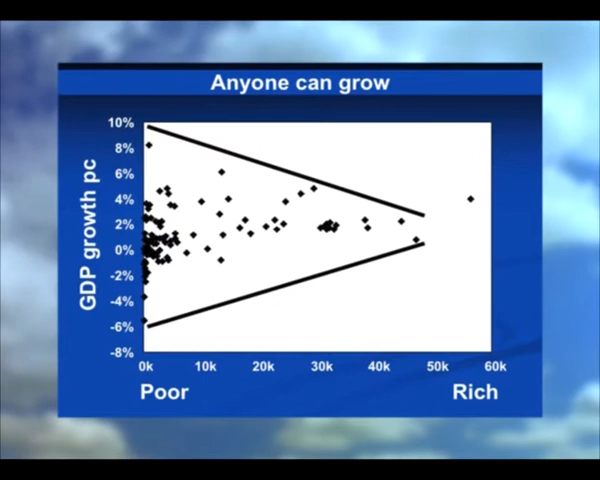 Anyone can grow
GDP growth pc
10%
8%
6%
4%
2%
0%
-2%
-4%
-6%
-8%
0k 10k 20k 30k 40k 50k 60k
Poor Rich